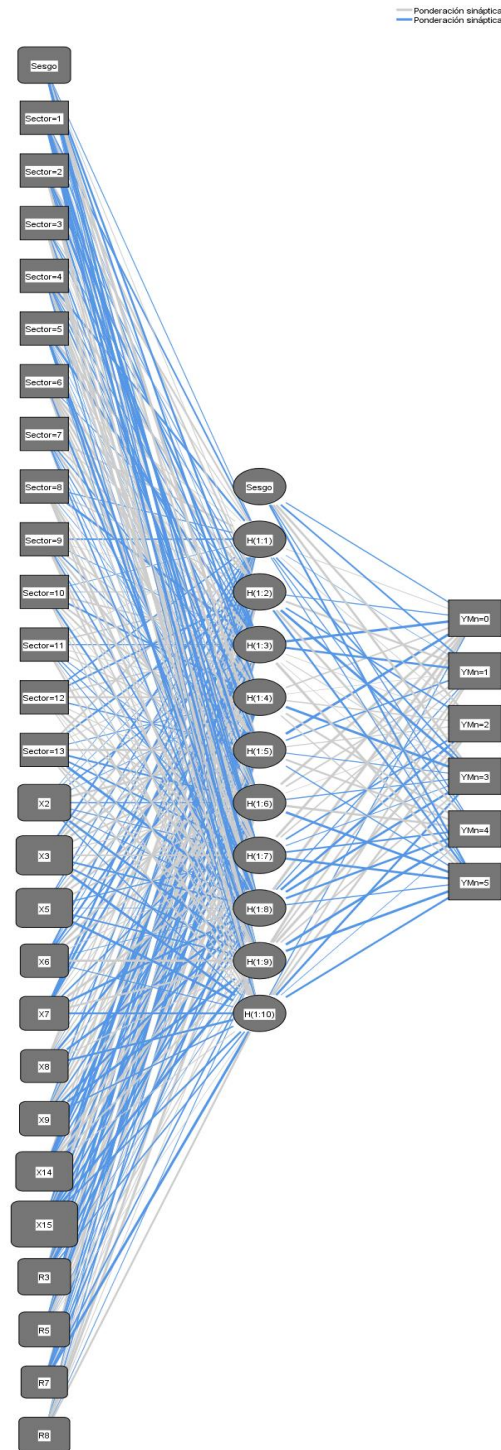 Ponderación sináptica
Ponderación sináptica
Sesgo
Sector=1
Sector=2
Sector=3
Sector=4
Sector=5
Sector=6
Sector=7
Sector=8
Sector=9
Sector=10
Sector=11
Sector=12
Sector=13
X2
X3
X5
X6
X7
X8
X9
X14
X15
R3
R5
R7
R8
Sesgo
H(1:1)
H(1:2)
H(1:3)
H(1:4)
H(1:5)
H(1:6)
H(1:7)
H(1:8)
H(1:9)
H(1:10)
YMn=0
YMn=1
YMn=2
YMn=3
YMn=4
YMn=5